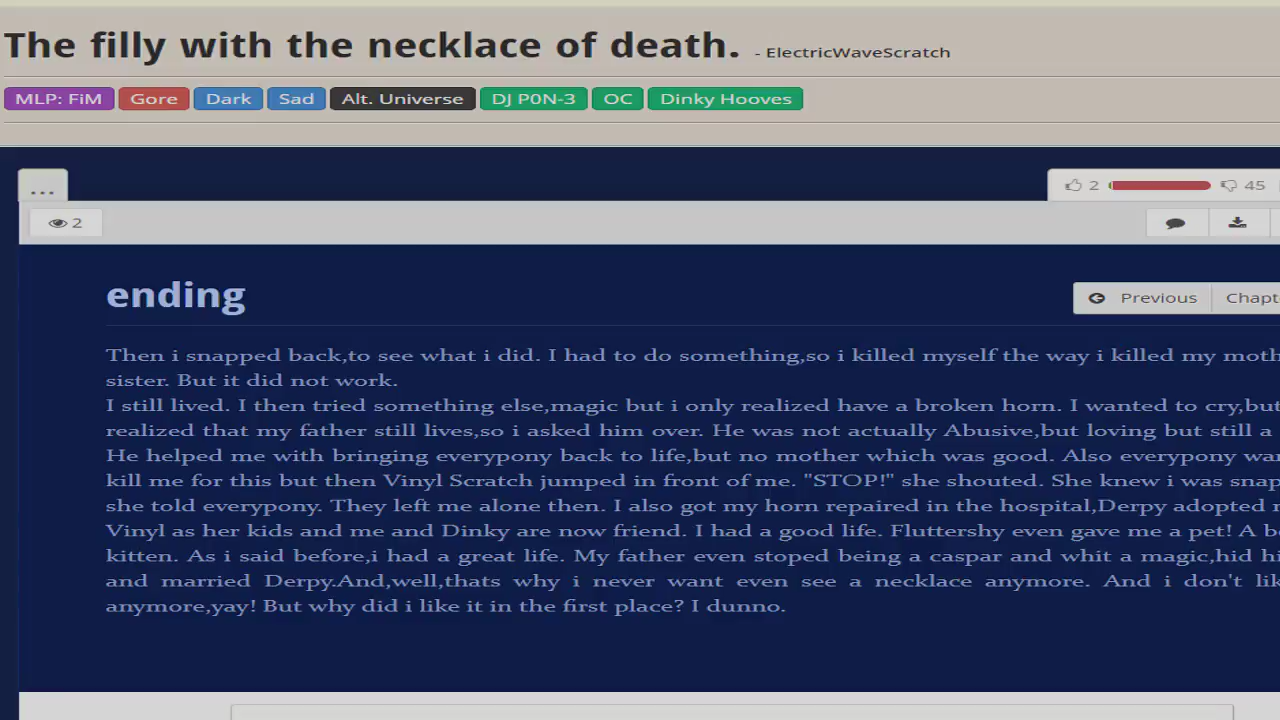 The filly with the necklace of death. - ElectricWaveScratch
MLP: FiM Gore Dark Sad Alt. Universe DJ P0N-3 OC Dinky Hooves
... 2 45
2
ending Previous Chapt
Then i snapped back,to see what i did. I had to do something,so i killed myself the way i killed my moth
sister. But it did not work.
I still lived. I then tried something else,magic but i only realized have a broken horn. I wanted to cry,but
realized that my father still lives,so i asked him over. He was not actually Abusive,but loving but still a
He helped me with bringing everypony back to life,but no mother which was good. Also everypony wan
kill me for this but then Vinyl Scratch jumped in front of me. "STOP!" she shouted. She knew i was snap
she told everypony. They left me alone then. I also got my horn repaired in the hospital,Derpy adopted
Vinyl as her kids and me and Dinky are now friend. I had a good life. Fluttershy even gave me a pet! A
kitten. As i said before,i had a great life. My father even stoped being a caspar and whit a magic,hid
and married Derpy.And,well,thats why i never want even see a necklace anymore. And i don't
anymore,yay! But why did i like it in the first place? I dunno.